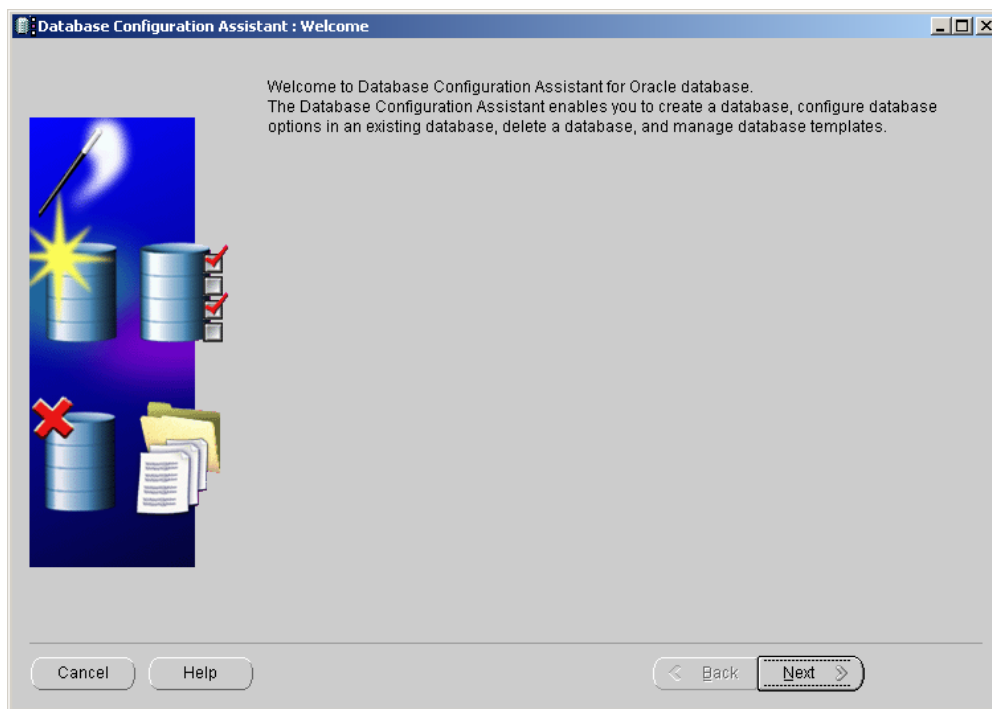 Database Configuration Assistant : Welcome
Welcome to Database Configuration Assistant for Oracle database.
The Database Configuration Assistant enables you to create a database, configure database
options in an existing database, delete a database, and manage database templates.
Cancel
Help
Back
Next